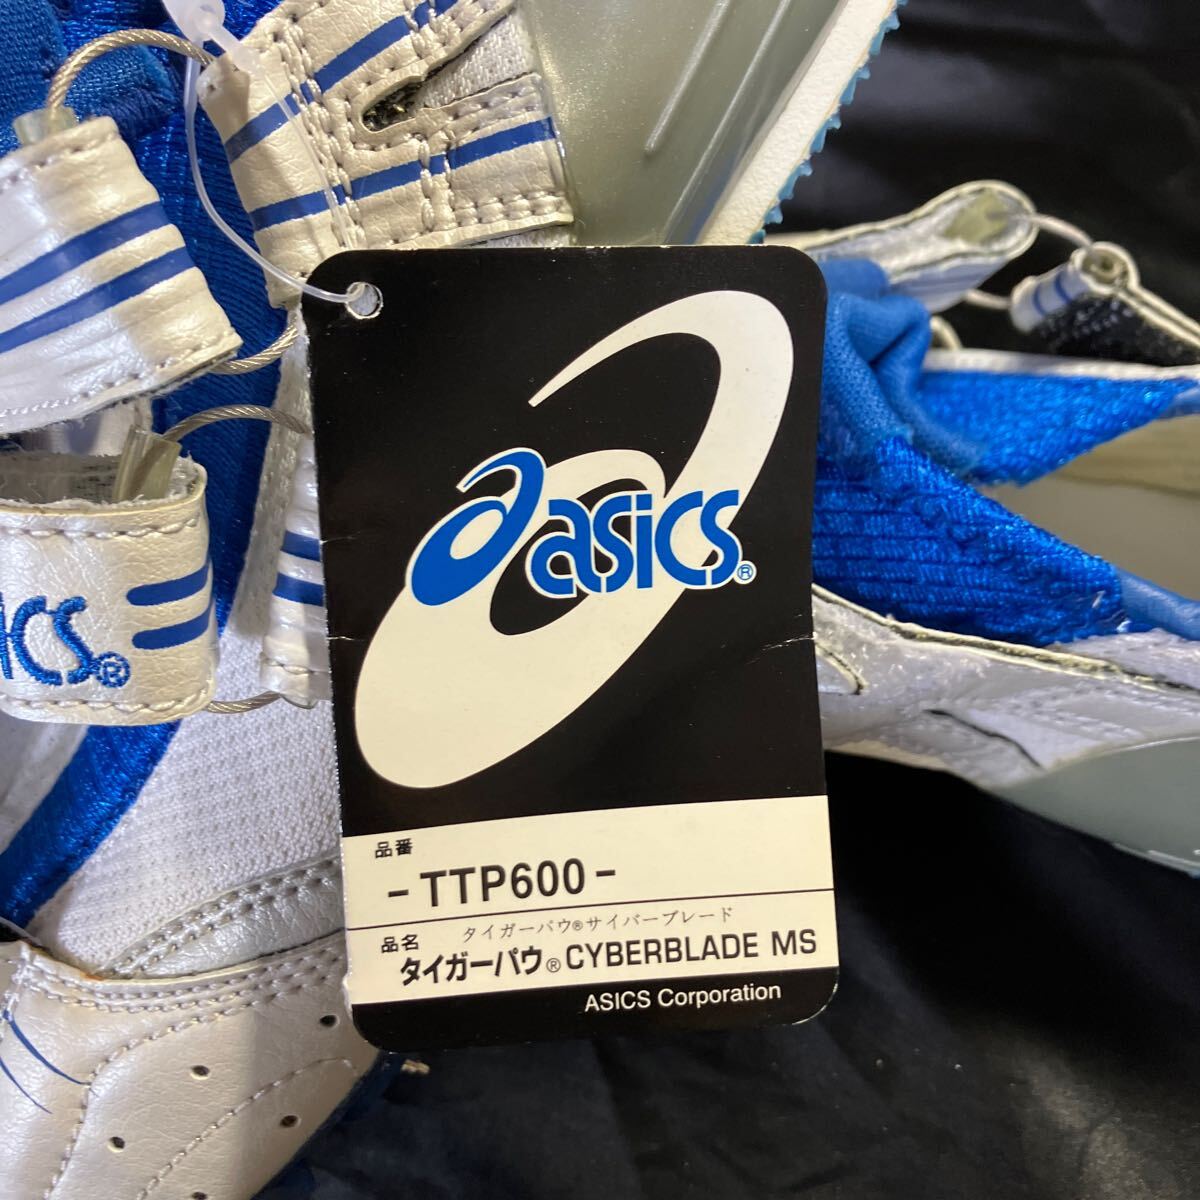 asics®
ics®
品番
-TTP600-
タイガーパウ®サイバーブレード
品名
タイガーパウ® CYBERBLADE MS
ASICS Corporation